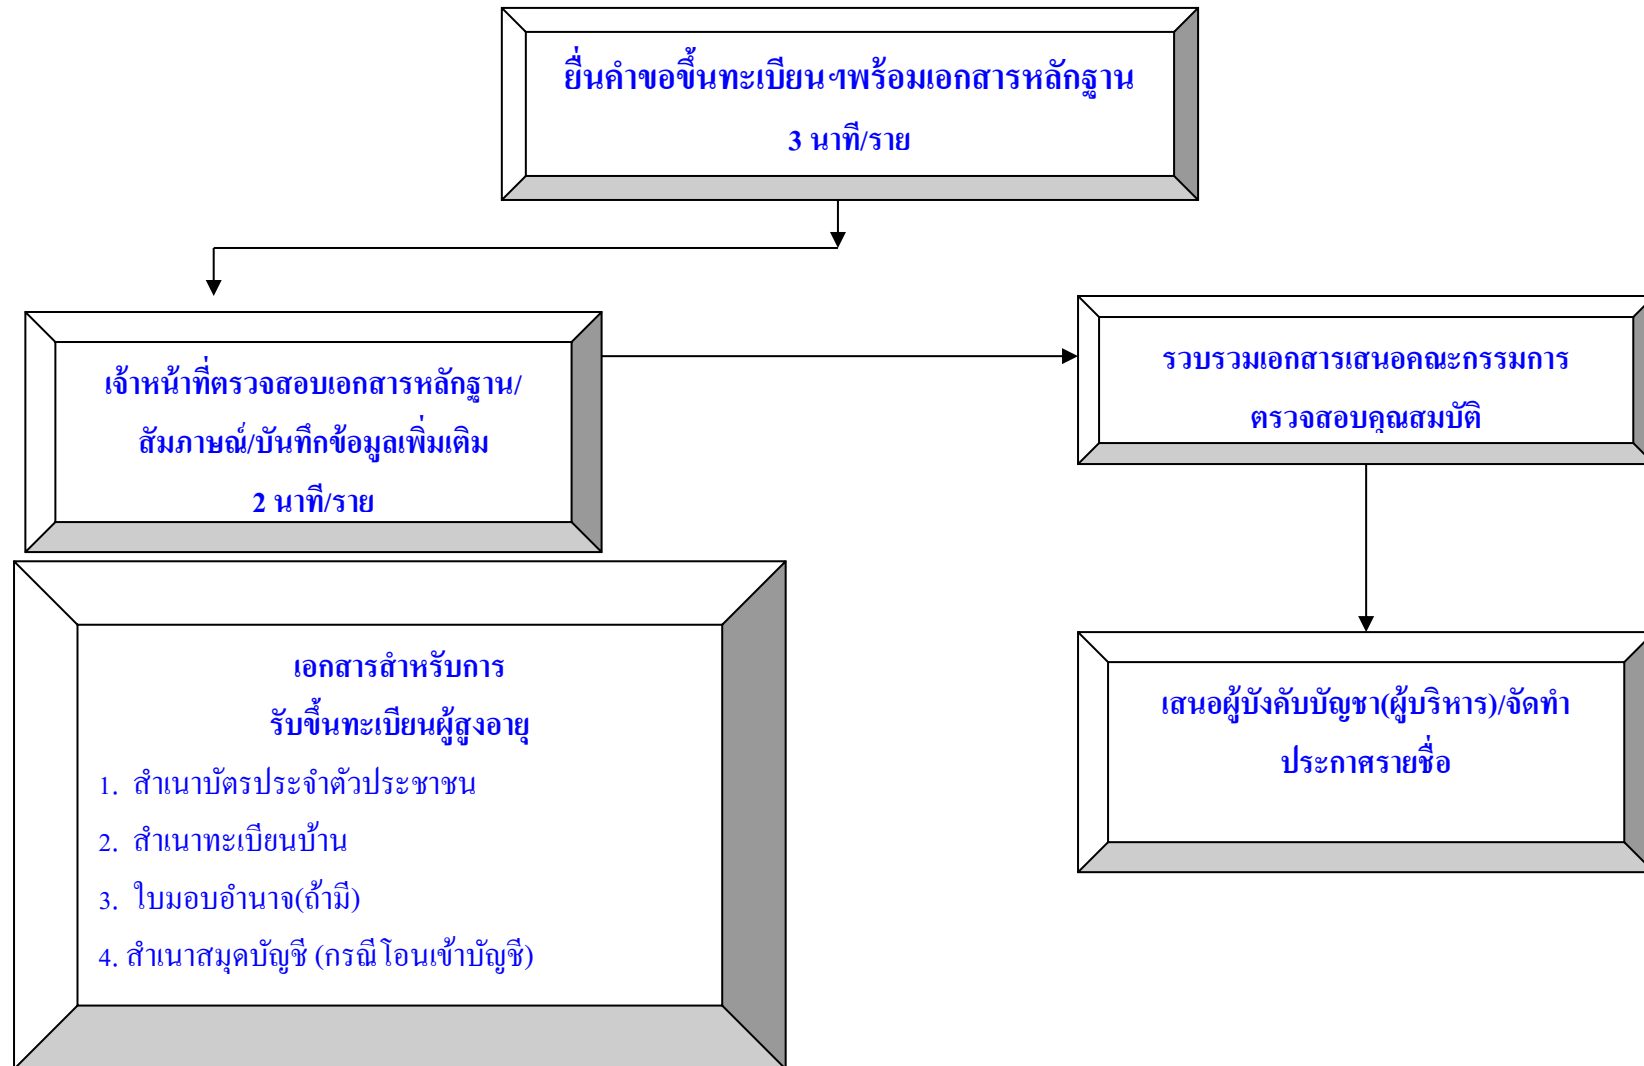 ยื่นคำขอขึ้นทะเบียนฯพร้อมเอกสารหลักฐาน
3 นาที/ราย
เจ้าหน้าที่ตรวจสอบเอกสารหลักฐาน/
สัมภาษณ์/บันทึกข้อมูลเพิ่มเติม
2 นาที/ราย
รวบรวมเอกสารเสนอคณะกรรมการ
ตรวจสอบคุณสมบัติ
เอกสารสำหรับการ
รับขึ้นทะเบียนผู้สูงอายุ
1. สำเนาบัตรประจำตัวประชาชน
2. สำเนาทะเบียนบ้าน
3. ใบมอบอำนาจ(ถ้ามี)
4. สำเนาสมุดบัญชี (กรณีโอนเข้าบัญชี)
เสนอผู้บังคับบัญชา(ผู้บริหาร)/จัดทำ
ประกาศรายชื่อ